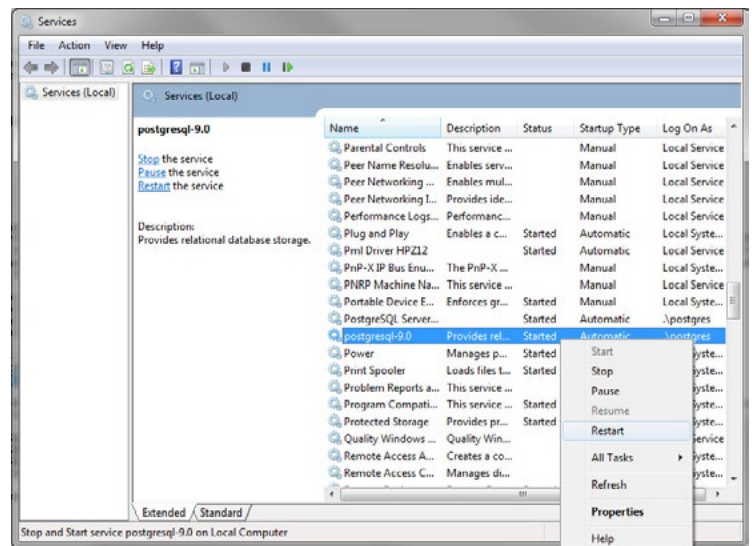 Services
File Action View Help
Services (Local)
Services (Local)
postgresql-9.0
Stop the service
Pause the service
Restart the service
Description:
Provides relational database storage.
Name Description Status Startup Type Log On As
Parental Controls This service ... Manual Local Service
Peer Name Resolu... Enables serv... Manual Local Service
Peer Networking ... Enables mul... Manual Local Service
Peer Networking I... Provides ide... Manual Local Service
Performance Logs... Performanc... Manual Local Service
Plug and Play Enables a c... Started Automatic Local Syste...
Pml Driver HPZ12 Started Automatic Local Service
PnP-X IP Bus Enu... The PnP-X ... Manual Local Syste...
PNRP Machine Na... This service ... Manual Local Service
Portable Device E... Enforces gr... Started Manual Local Syste...
PostgreSQL Server... Started Automatic .\postgres
postgresql-9.0 Provides rel... Started Automatic .\postgres
Power Manages p... Started yste...
Print Spooler Loads files t... Started yste...
Problem Reports a... This service ... yste...
Program Compati... This service ... Started yste...
Protected Storage Provides pr... Started yste...
Quality Windows ... Quality Win... ervice
Remote Access A... Creates a co... yste...
Remote Access C... Manages di... yste...
Start
Stop
Pause
Resume
Restart
All Tasks
Refresh
Properties
Help
Extended Standard
Stop and Start service postgresql-9.0 on Local Computer